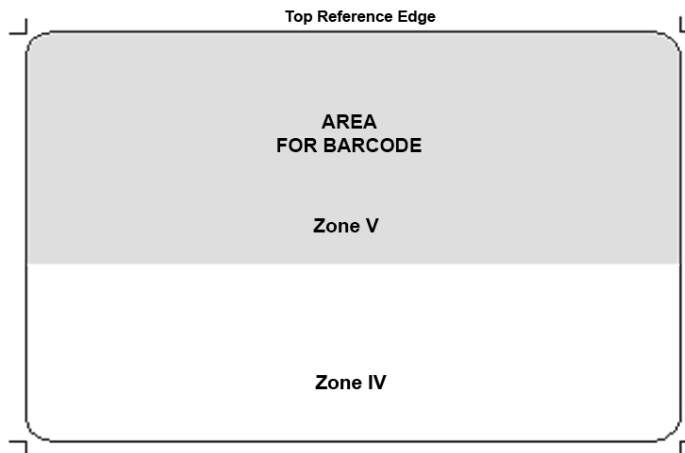 Top Reference Edge
AREA
FOR BARCODE
Zone V
Zone IV